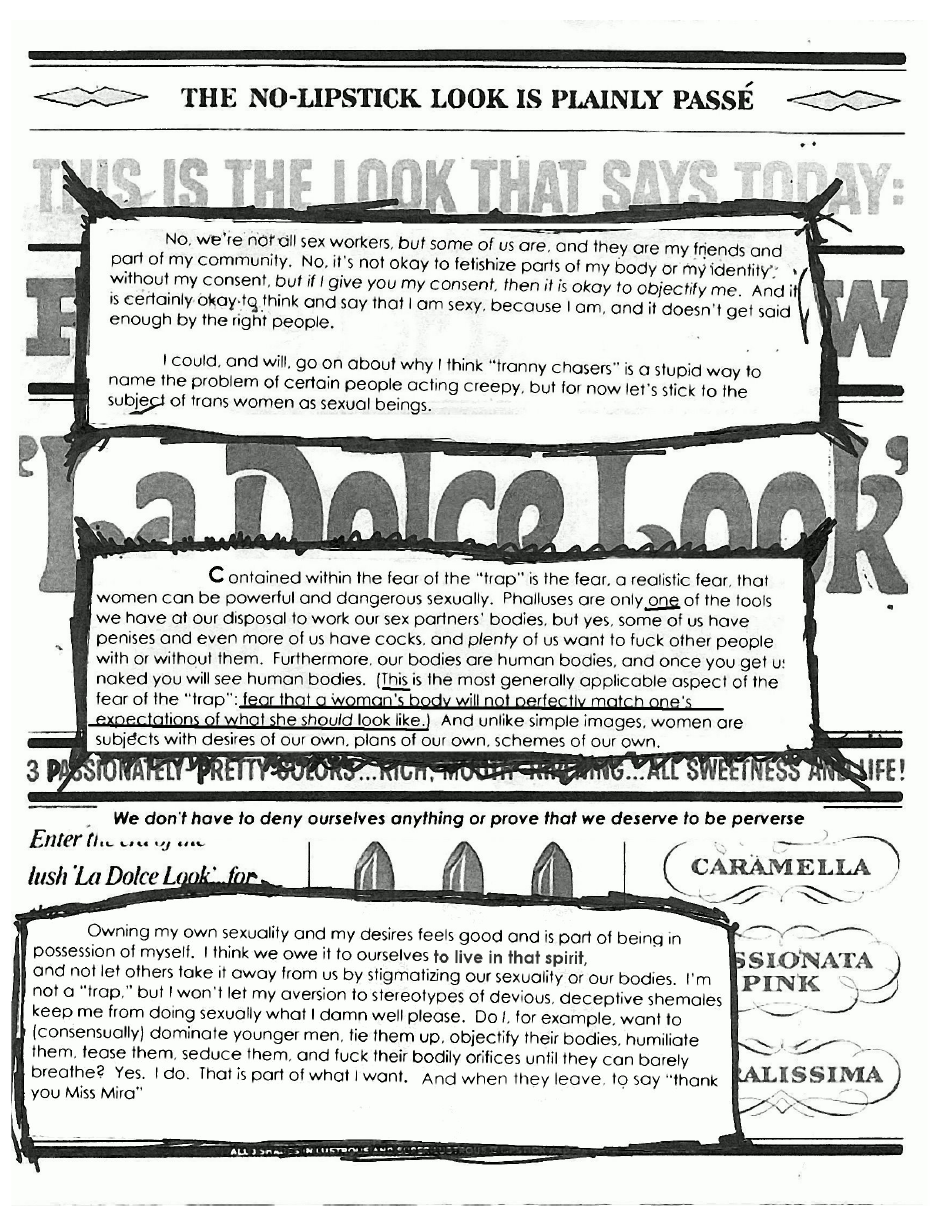 THE NO-LIPSTICK LOOK IS PLAINLY PASSÉ
THIS IS THE LOOK THAT SAYS TODAY:
No, we're not all sex workers, but some of us are, and they are my friends and
part of my community. No, it's not okay to fetishize parts of my body or my identity
without my consent, but if I give you my consent, then it is okay to objectify me. And it
is certainly okay to think and say that I am sexy, because I am, and it doesn't get said
enough by the right people.
I could, and will, go on about why I think "tranny chasers" is a stupid way to
name the problem of certain people acting creepy, but for now let's stick to the
subject of trans women as sexual beings.
'La Dolce Look'
Contained within the fear of the "trap" is the fear, a realistic fear, that
women can be powerful and dangerous sexually. Phalluses are only one of the tools
we have at our disposal to work our sex partners' bodies, but yes, some of us have
penises and even more of us have cocks, and plenty of us want to fuck other people
with or without them. Furthermore, our bodies are human bodies, and once you get us
naked you will see human bodies. (This is the most generally applicable aspect of the
fear of the "trap": fear that a woman's body will not perfectly match one's
expectations of what she should look like.) And unlike simple images, women are
subjects with desires of our own, plans of our own, schemes of our own.
3 PASSIONATELY PRETTY COLORS...RICH, ...ALL SWEETNESS AND LIFE!
We don't have to deny ourselves anything or prove that we deserve to be perverse
Enter
lush 'La Dolce Look'...for
CARAMELLA
SSIONATA
PINK
ALISSIMA
Owning my own sexuality and my desires feels good and is part of being in
possession of myself. I think we owe it to ourselves to live in that spirit,
and not let others take it away from us by stigmatizing our sexuality or our bodies. I'm
not a "trap," but I won't let my aversion to stereotypes of devious, deceptive shemales
keep me from doing sexually what I damn well please. Do I, for example, want to
(consensually) dominate younger men, tie them up, objectify their bodies, humiliate
them, tease them, seduce them, and fuck their bodily orifices until they can barely
breathe? Yes. I do. That is part of what I want. And when they leave, to say "thank
you Miss Mira"